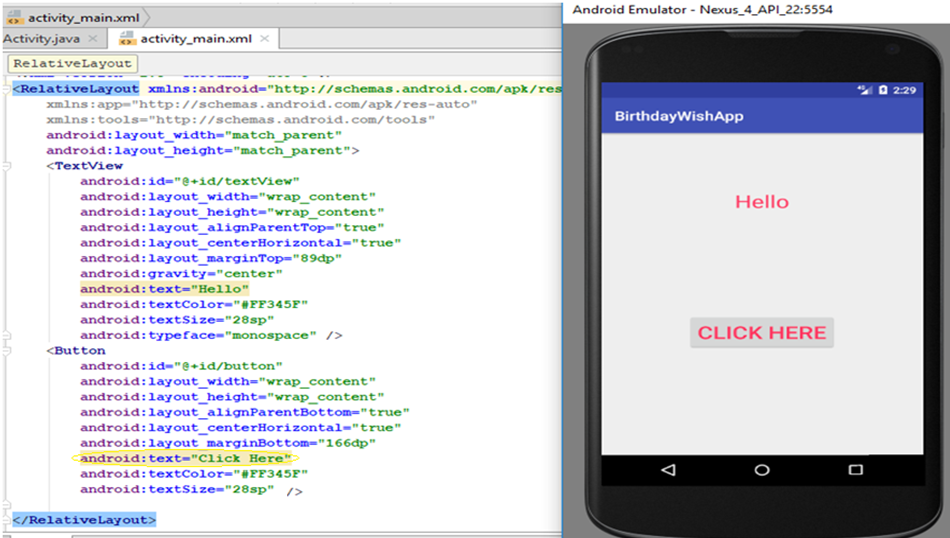 activity_main.xml
Activity.java
activity_main.xml
RelativeLayout
<RelativeLayout xmlns:android="http://schemas.android.com/apk/res
xmlns:app="http://schemas.android.com/apk/res-auto"
xmlns:tools="http://schemas.android.com/tools"
android:layout_width="match_parent"
android:layout_height="match_parent">
<TextView
android:id="@+id/textView"
android:layout_width="wrap_content"
android:layout_height="wrap_content"
android:layout_alignParentTop="true"
android:layout_centerHorizontal="true"
android:layout_marginTop="89dp"
android:gravity="center"
android:text="Hello"
android:textColor="#FF345F"
android:textSize="28sp"
android:typeface="monospace" />
<Button
android:id="@+id/button"
android:layout_width="wrap_content"
android:layout_height="wrap_content"
android:layout_alignParentBottom="true"
android:layout_centerHorizontal="true"
android:layout_marginBottom="166dp"
android:text="Click Here"
android:textColor="#FF345F"
android:textSize="28sp" />
</RelativeLayout>
Android Emulator - Nexus_4_API_22:5554
2:29
BirthdayWishApp
Hello
CLICK HERE